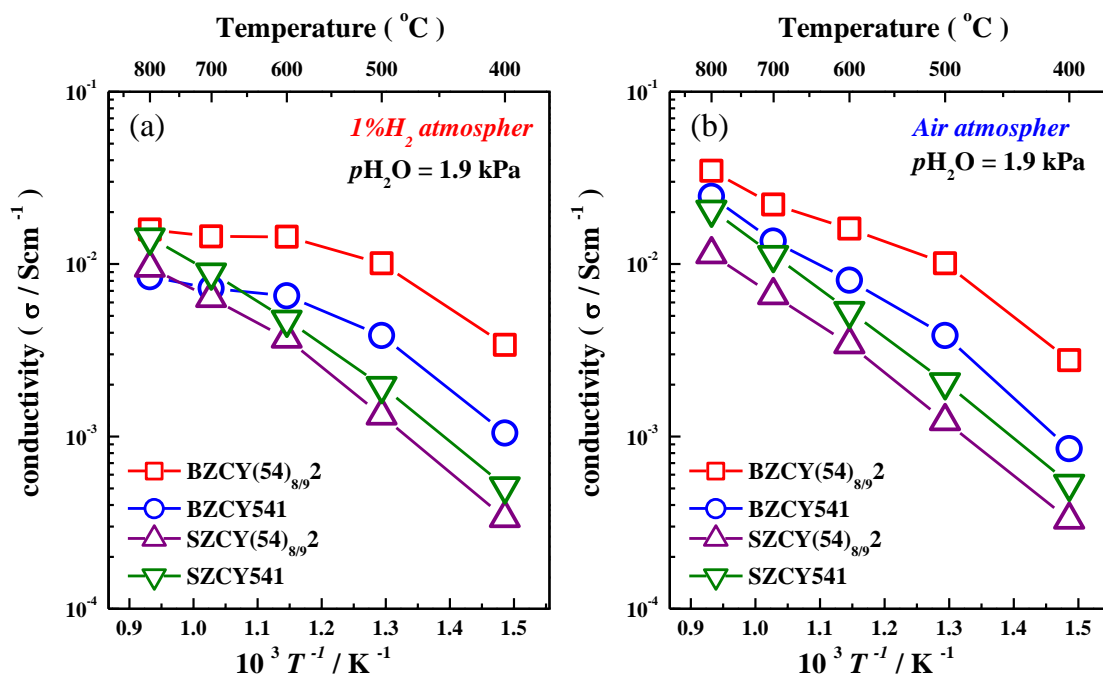 Temperature ( °C)
800 700 600 500 400
10⁻¹
(a)
1%H₂ atmospher
pH₂O = 1.9 kPa
10⁻²
conductivity ( σ / Scm⁻¹)
10⁻³
BZCY(54)₈/₉2
BZCY541
SZCY(54)₈/₉2
SZCY541
10⁻⁴
0.9 1.0 1.1 1.2 1.3 1.4 1.5
10³ T⁻¹ / K⁻¹
Temperature ( °C)
800 700 600 500 400
10⁻¹
(b)
Air atmospher
pH₂O = 1.9 kPa
10⁻²
conductivity ( σ / Scm⁻¹)
10⁻³
BZCY(54)₈/₉2
BZCY541
SZCY(54)₈/₉2
SZCY541
10⁻⁴
0.9 1.0 1.1 1.2 1.3 1.4 1.5
10³ T⁻¹ / K⁻¹